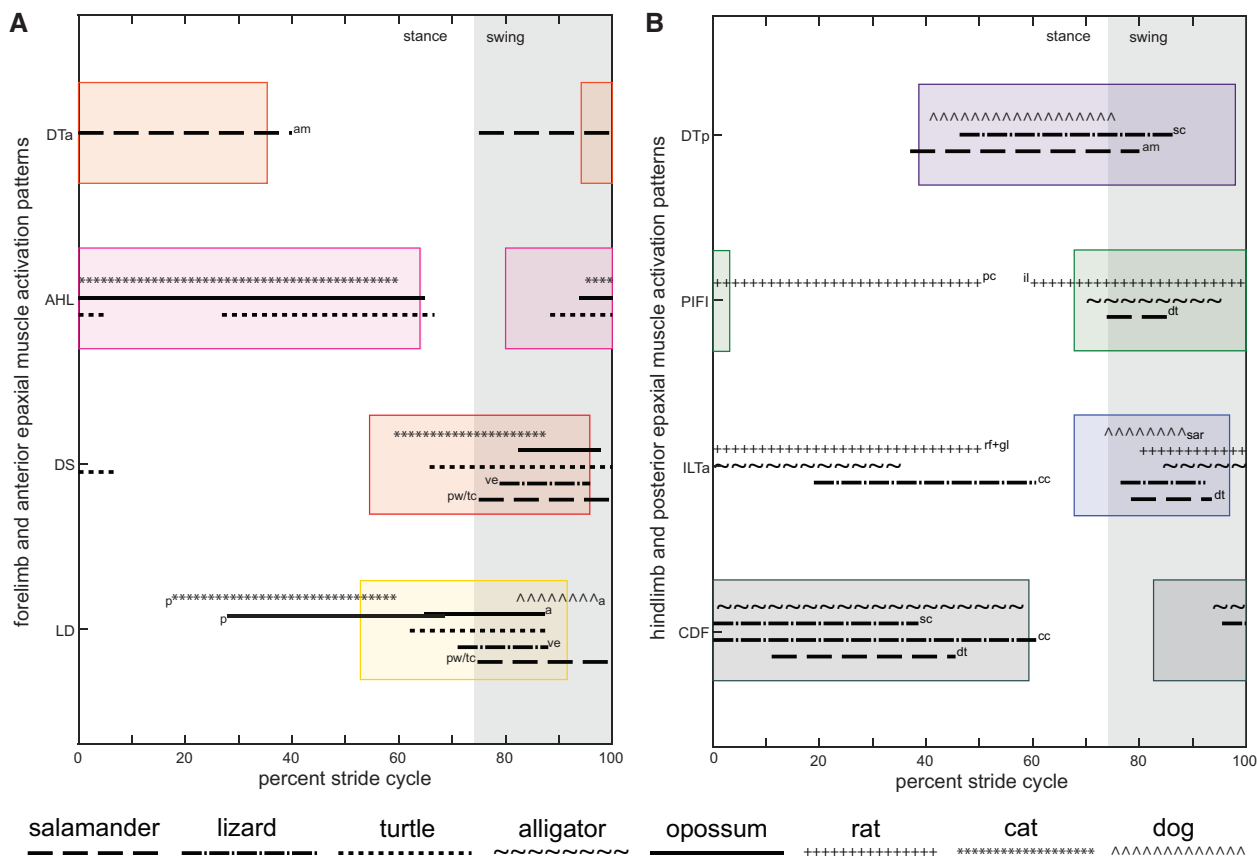 A
forelimb and anterior epaxial muscle activation patterns
stance
swing
DTa
am
AHL
DS
ve
pw/tc
LD
p
a
p
a
ve
pw/tc
0
20
40
60
80
100
percent stride cycle
B
hindlimb and posterior epaxial muscle activation patterns
stance
swing
DTp
sc
am
PIFI
pc
il
dt
ILTa
rf+gl
sar
cc
dt
CDF
sc
cc
dt
0
20
40
60
80
100
percent stride cycle
salamander
lizard
turtle
alligator
opossum
rat
cat
dog